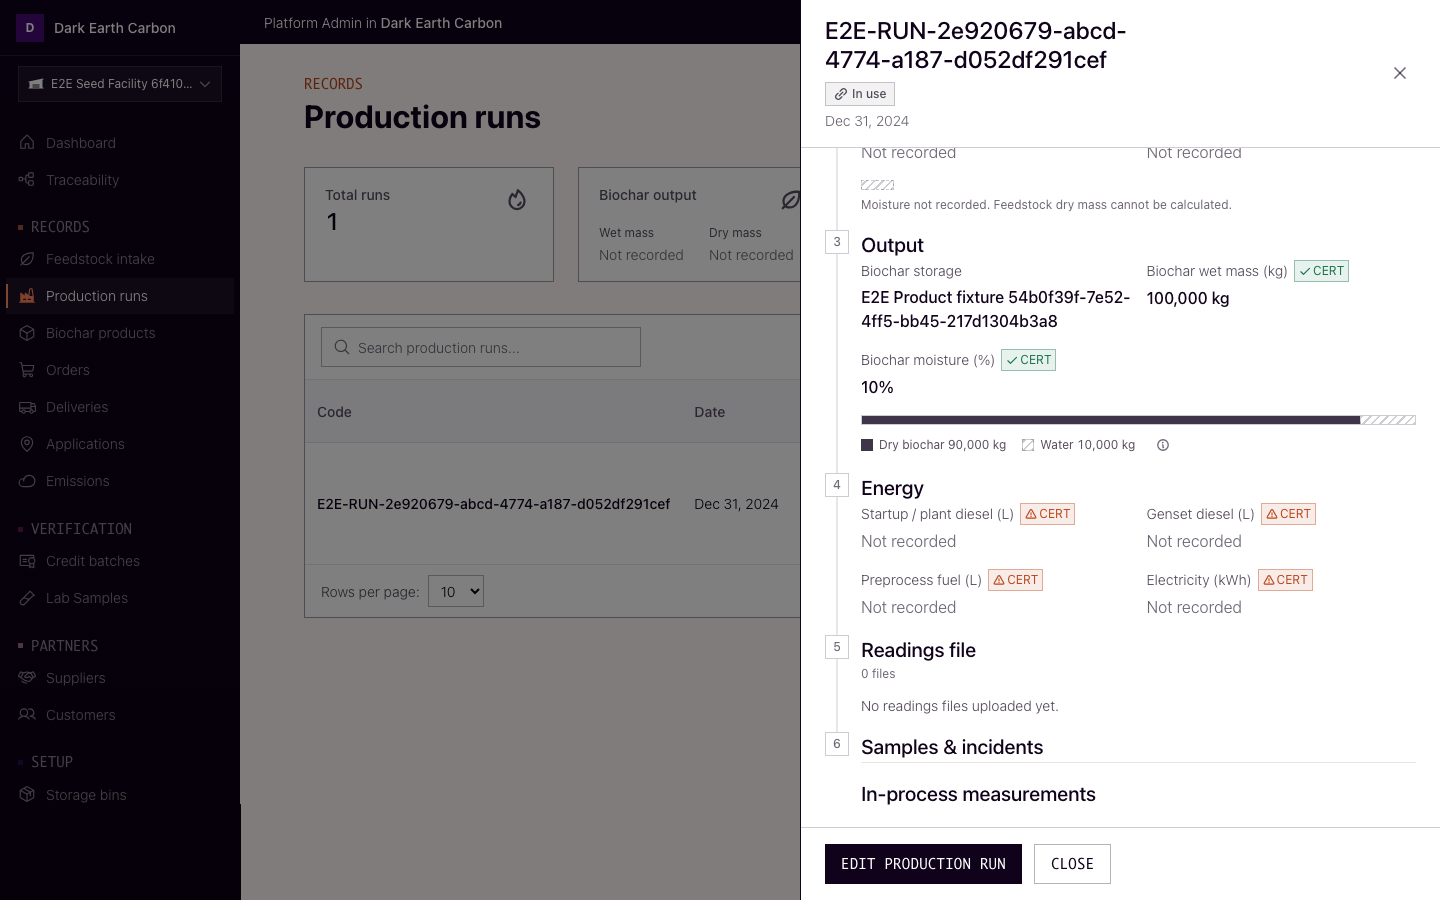 D
Dark Earth Carbon
E2E Seed Facility 6f410...
Dashboard
Traceability
RECORDS
Feedstock intake
Production runs
Biochar products
Orders
Deliveries
Applications
Emissions
VERIFICATION
Credit batches
Lab Samples
PARTNERS
Suppliers
Customers
SETUP
Storage bins
Platform Admin in Dark Earth Carbon
RECORDS
Production runs
Total runs
1
Biochar output
Wet mass Dry mass
Not recorded Not recorded
Search production runs...
Code Date
E2E-RUN-2e920679-abcd-4774-a187-d052df291cef Dec 31, 2024
Rows per page: 10
E2E-RUN-2e920679-abcd-
4774-a187-d052df291cef
In use
Dec 31, 2024
Not recorded Not recorded
Moisture not recorded. Feedstock dry mass cannot be calculated.
3 Output
Biochar storage Biochar wet mass (kg) CERT
E2E Product fixture 54b0f39f-7e52- 100,000 kg
4ff5-bb45-217d1304b3a8
Biochar moisture (%) CERT
10%
Dry biochar 90,000 kg Water 10,000 kg
4 Energy
Startup / plant diesel (L) CERT Genset diesel (L) CERT
Not recorded Not recorded
Preprocess fuel (L) CERT Electricity (kWh) CERT
Not recorded Not recorded
5 Readings file
0 files
No readings files uploaded yet.
6 Samples & incidents
In-process measurements
EDIT PRODUCTION RUN CLOSE